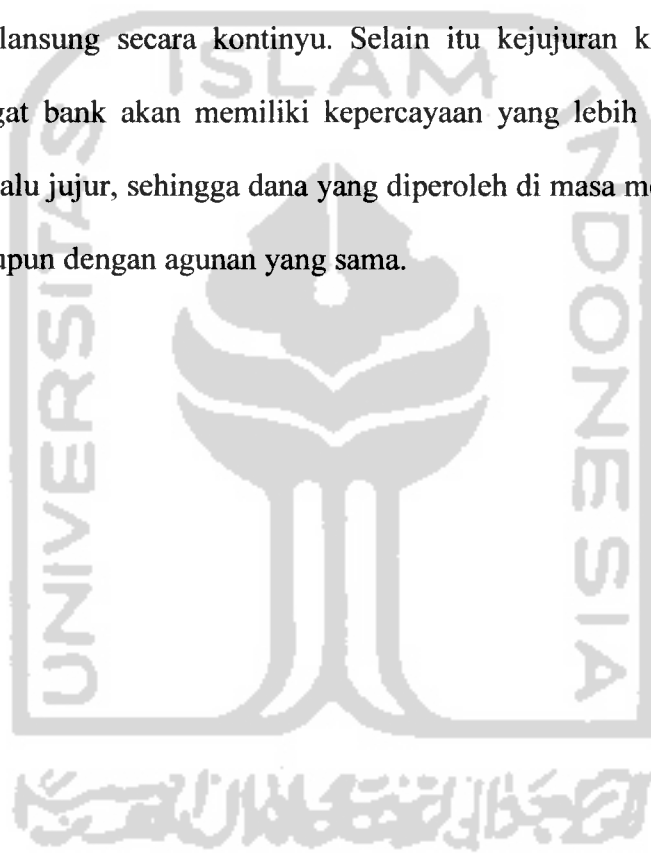 lansung secara kontinyu. Selain itu kejujuran k
gat bank akan memiliki kepercayaan yang lebih
alu jujur, sehingga dana yang diperoleh di masa m
upun dengan agunan yang sama.
UNIVERSITAS
ISLAM
INDONESIA